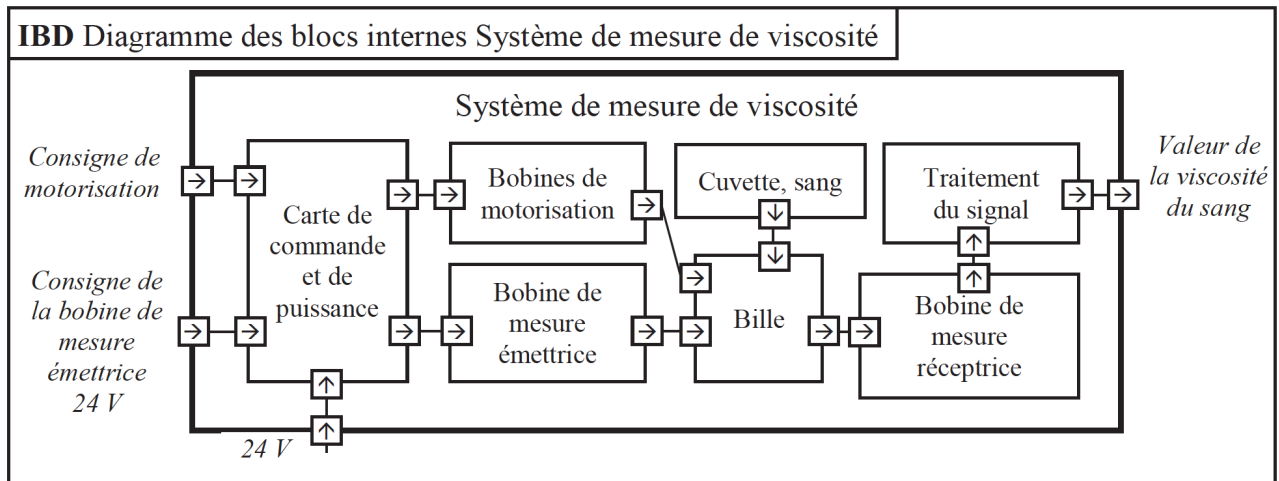 IBD Diagramme des blocs internes Système de mesure de viscosité
Système de mesure de viscosité
Consigne de
motorisation
Consigne de
la bobine de
mesure
émettrice
24 V
24 V
Carte de
commande
et de
puissance
Bobines de
motorisation
Bobine de
mesure
émettrice
Cuvette, sang
Bille
Traitement
du signal
Bobine de
mesure
réceptrice
Valeur de
la viscosité
du sang